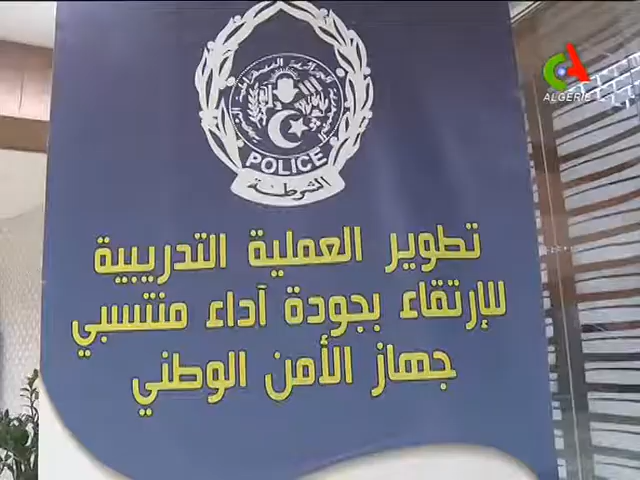 ALGERIE
POLICE
الشرطة
تطوير العملية التدريبية
للإرتقاء بجودة أداء منتسبي
جهاز الأمن الوطني